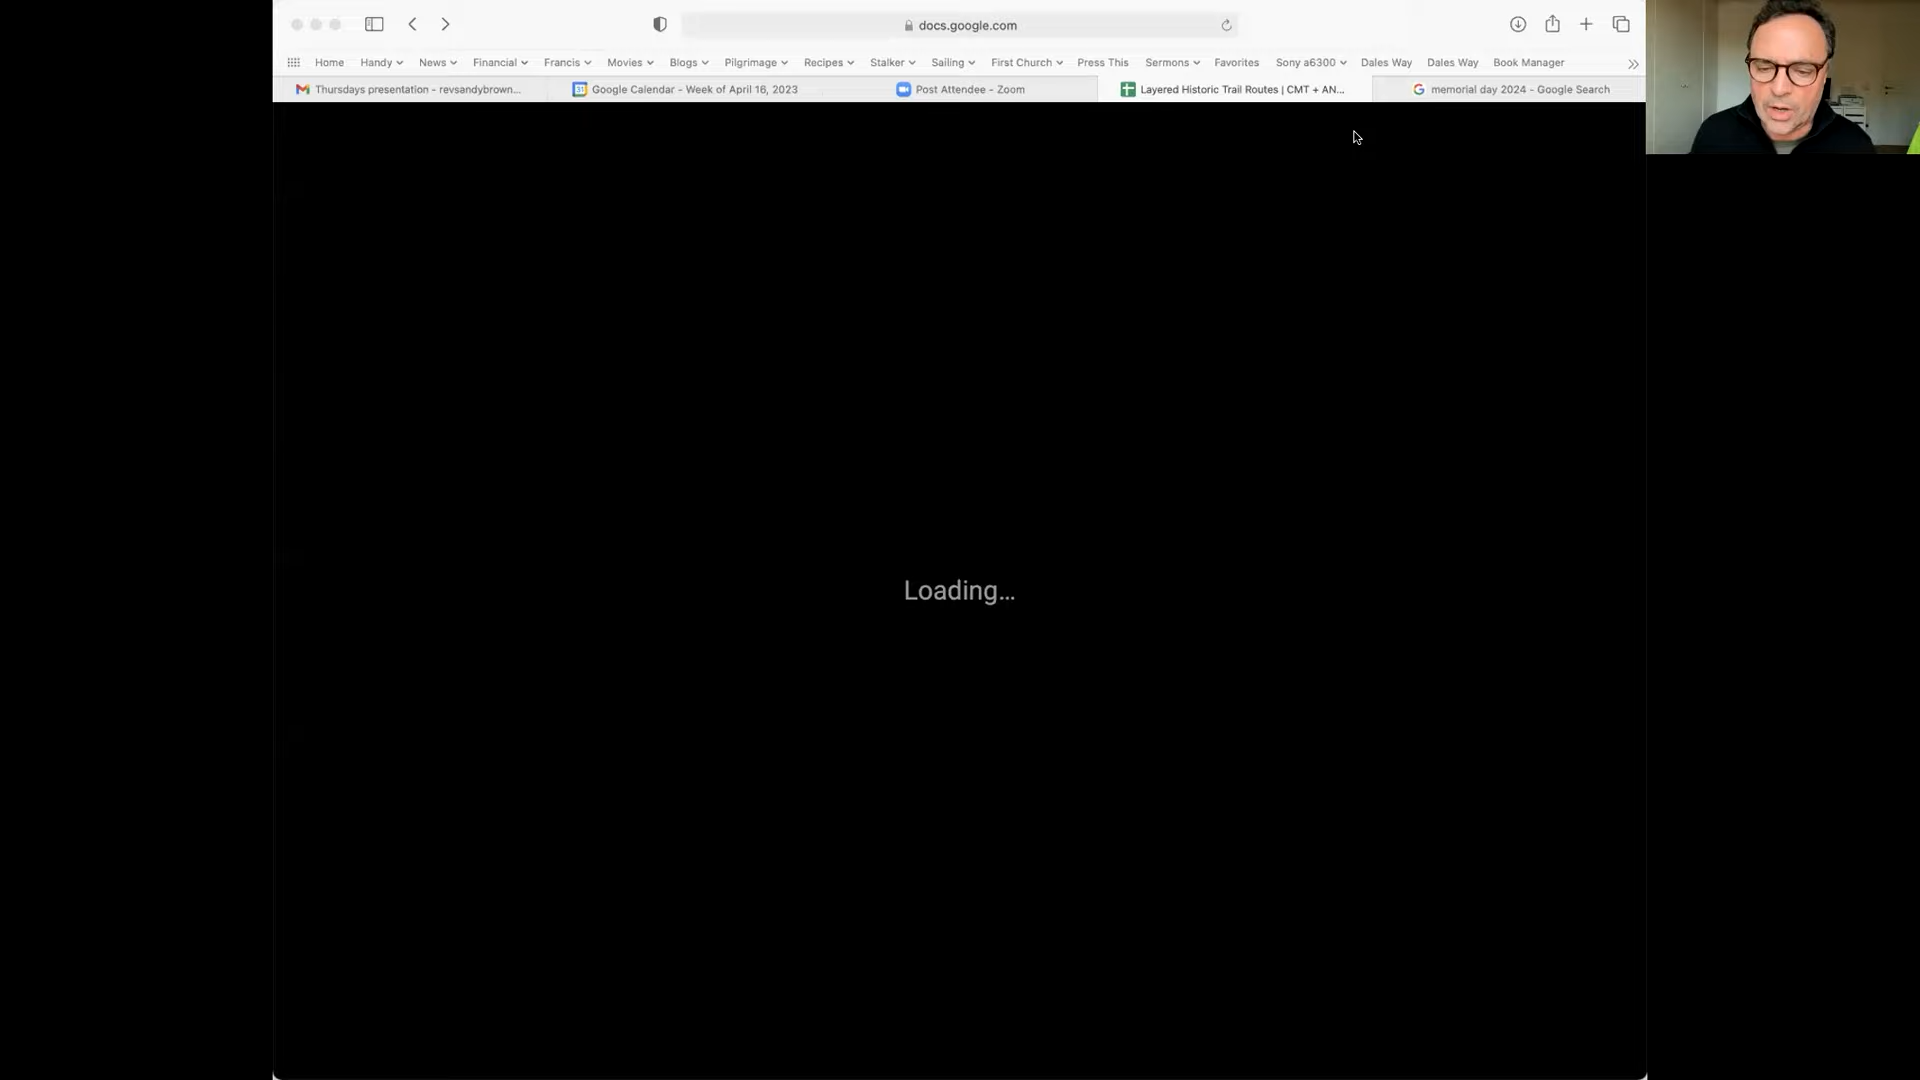 docs.google.com
Home Handy News Financial Francis Movies Blogs Pilgrimage Recipes Stalker Sailing First Church Press This Sermons Favorites Sony a6300 Dales Way Dales Way Book Manager
Thursdays presentation - revsandybrown... Google Calendar - Week of April 16, 2023 Post Attendee - Zoom Layered Historic Trail Routes | CMT + AN... memorial day 2024 - Google Search
Loading...